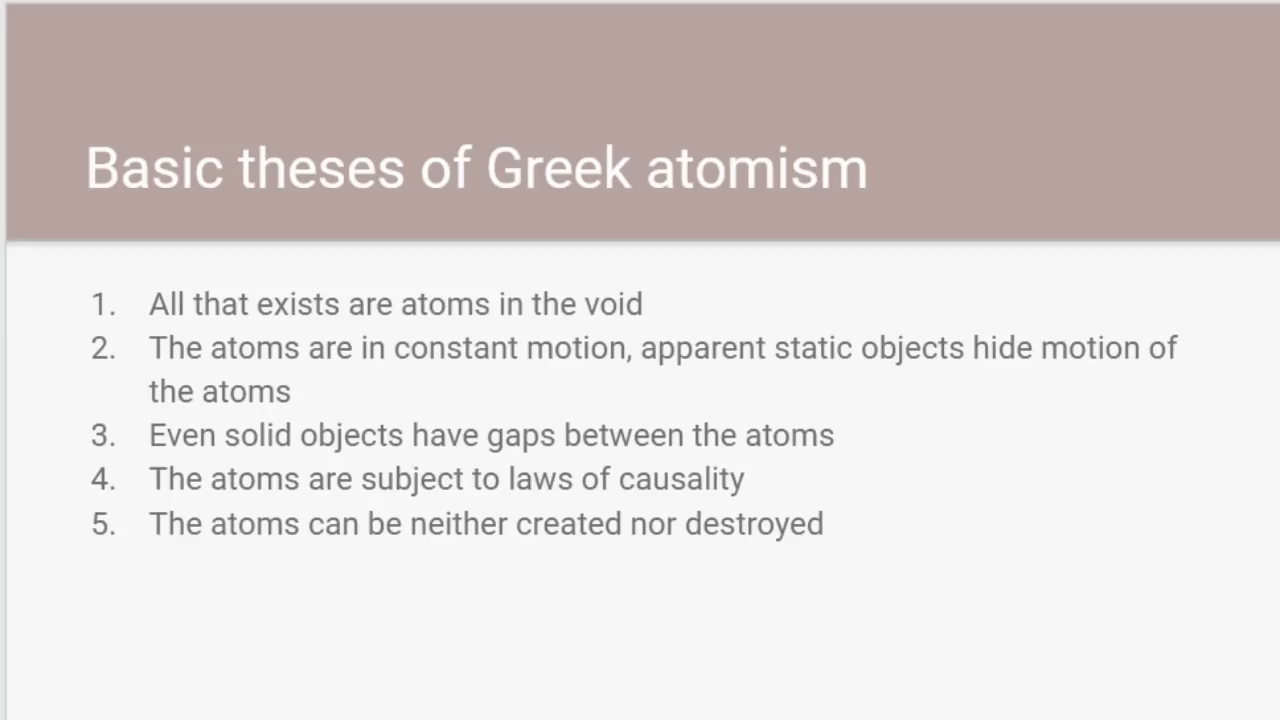 Basic theses of Greek atomism
1. All that exists are atoms in the void
2. The atoms are in constant motion, apparent static objects hide motion of
the atoms
3. Even solid objects have gaps between the atoms
4. The atoms are subject to laws of causality
5. The atoms can be neither created nor destroyed